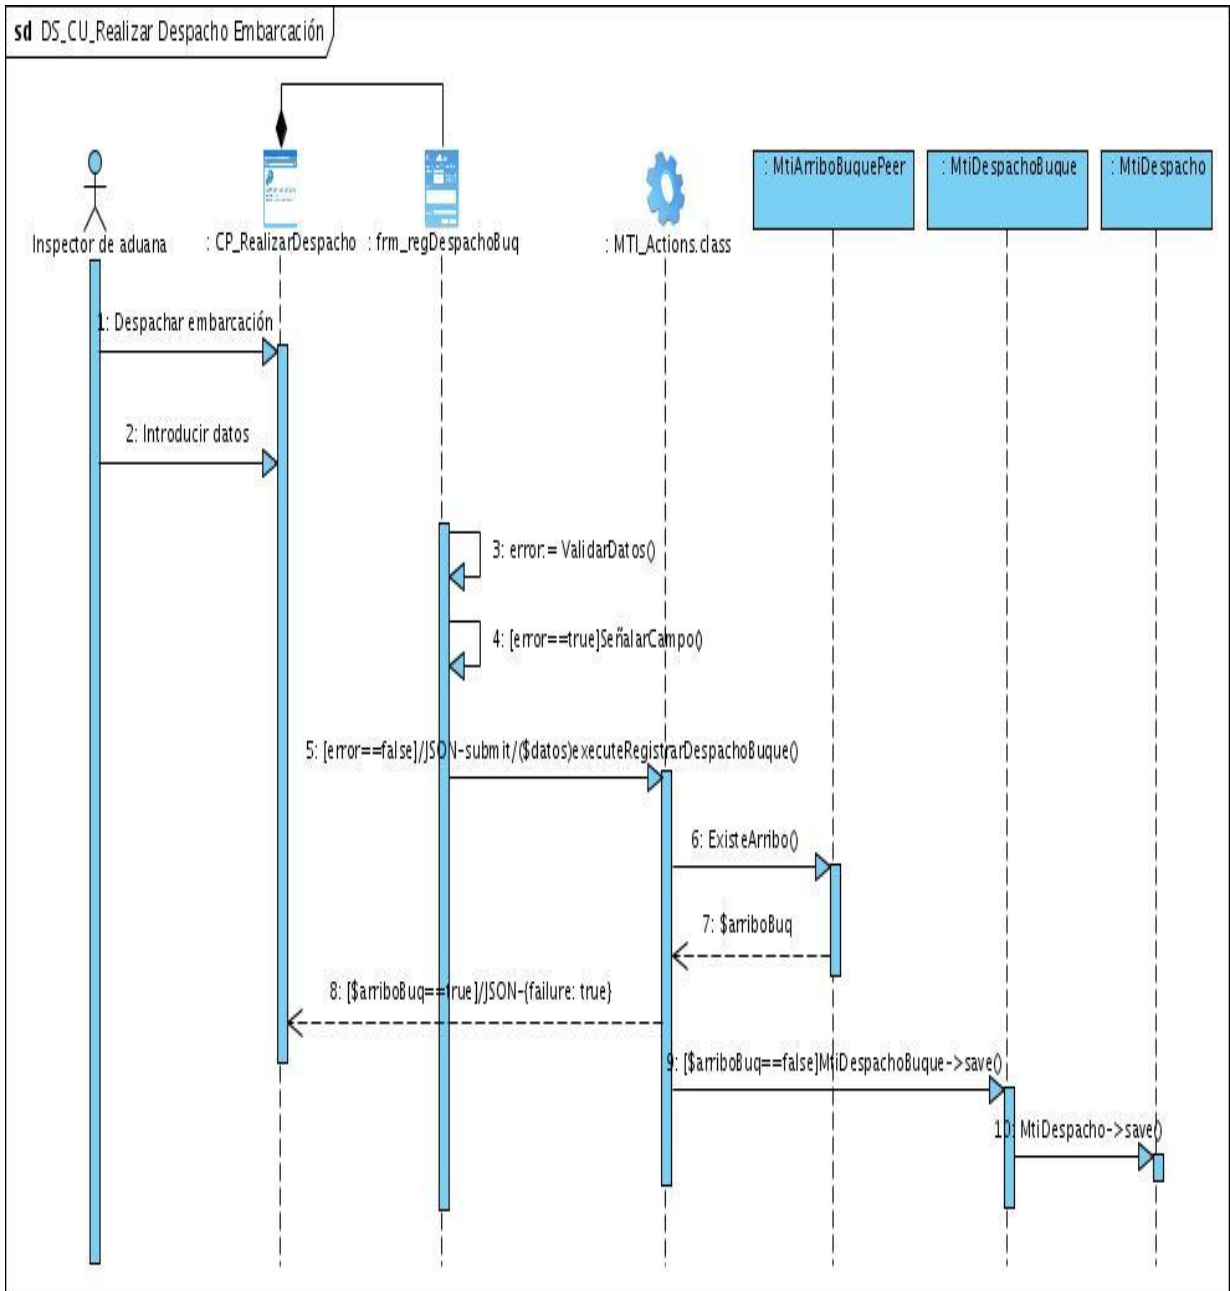 sd DS_CU_Realizar Despacho Embarcación
: MtiArriboBuquePeer
: MtiDespachoBuque
: MtiDespacho
Inspector de aduana
: CP_RealizarDespacho
: frm_regDespachoBuq
: MTI_Actions.class
1: Despachar embarcación
2: Introducir datos
3: error:= ValidarDatos()
4: [error==true]SeñalarCampo()
5: [error==false]/JSON-submit/($datos)executeRegistrarDespachoBuque()
6: ExisteArribo()
7: $arriboBuq
8: [$arriboBuq==true]/JSON-{failure: true}
9: [$arriboBuq==false]MtiDespachoBuque->save()
10: MtiDespacho->save()